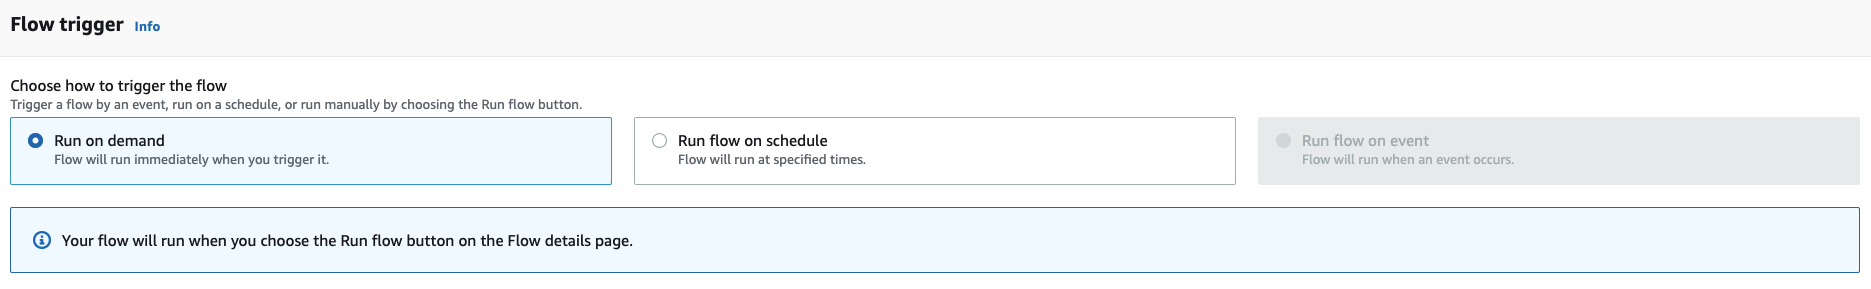 Flow trigger Info
Choose how to trigger the flow
Trigger a flow by an event, run on a schedule, or run manually by choosing the Run flow button.
Run on demand
Flow will run immediately when you trigger it.
Run flow on schedule
Flow will run at specified times.
Run flow on event
Flow will run when an event occurs.
Your flow will run when you choose the Run flow button on the Flow details page.